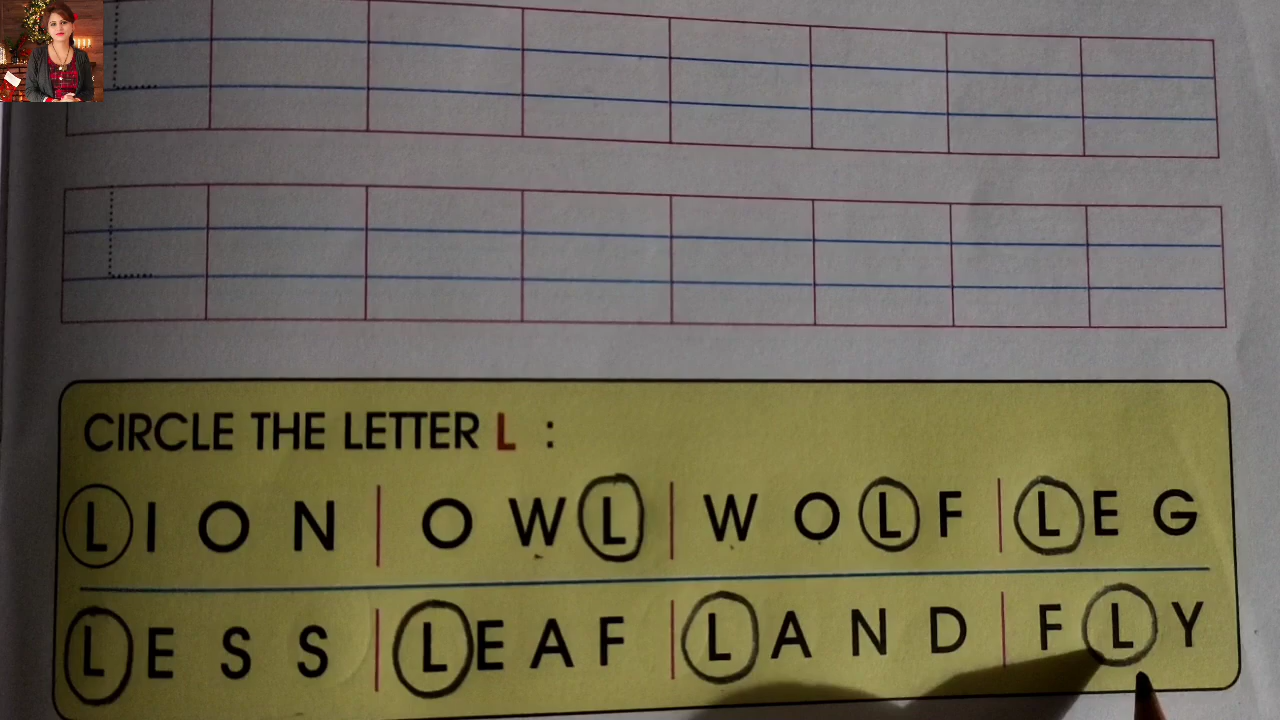 L
L
CIRCLE THE LETTER L :
LION | OWL | WOLF | LEG
LESS | LEAF | LAND | FLY